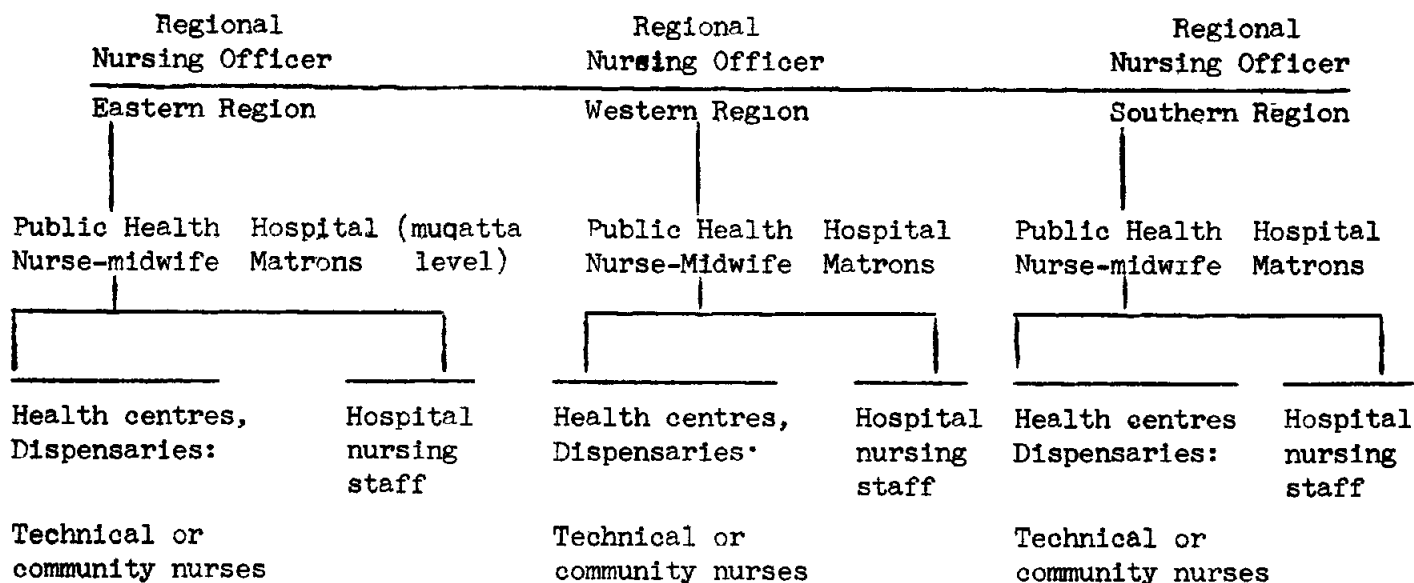 Regional Regional Regional
Nursing Officer Nursing Officer Nursing Officer
Eastern Region Western Region Southern Region
Public Health Hospital (muqatta Public Health Hospital Public Health Hospital
Nurse-midwife Matrons level) Nurse-Midwife Matrons Nurse-midwife Matrons
Health centres, Hospital Health centres, Hospital Health centres Hospital
Dispensaries: nursing Dispensaries· nursing Dispensaries: nursing
staff staff staff
Technical or Technical or Technical or
community nurses community nurses community nurses